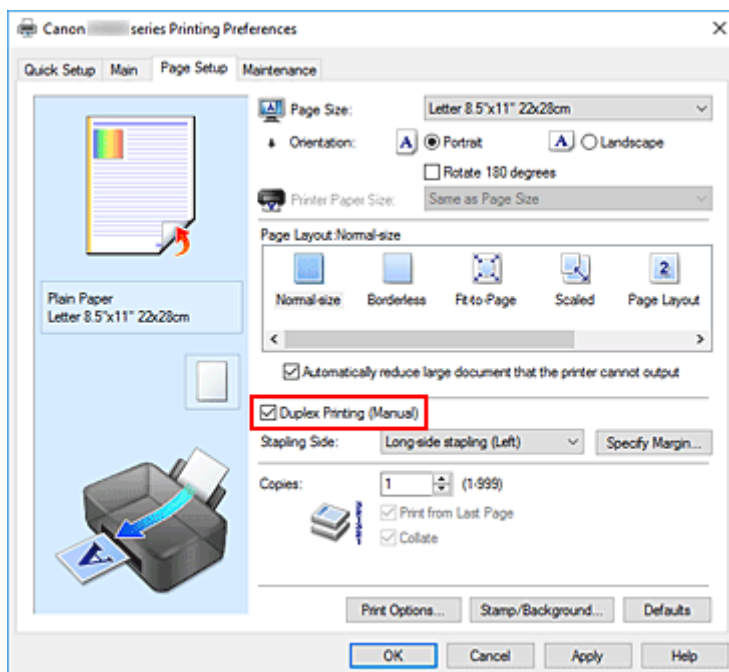 Canon series Printing Preferences
Quick Setup Main Page Setup Maintenance
Page Size: Letter 8.5"x11" 22x28cm
Orientation: A Portrait A Landscape
Rotate 180 degrees
Printer Paper Size: Same as Page Size
Page Layout:Normal-size
2
Normal-size Borderless Fit-to-Page Scaled Page Layout
Plain Paper
Letter 8.5"x11" 22x28cm
Automatically reduce large document that the printer cannot output
Duplex Printing (Manual)
Stapling Side: Long-side stapling (Left) Specify Margin...
Copies: 1 (1-999)
Print from Last Page
Collate
A
Print Options... Stamp/Background... Defaults
OK Cancel Apply Help